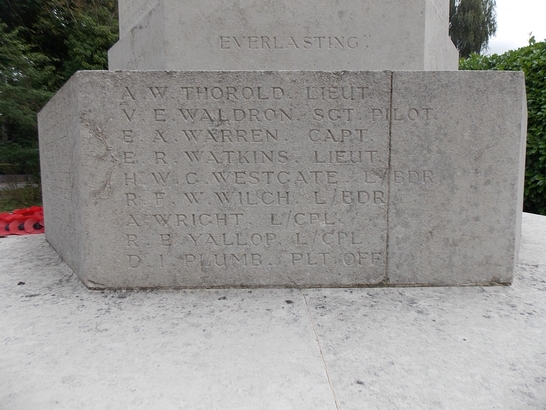 EVERLASTING.
A. W. THOROLD. LIEUT.
V. E. WALDRON. SGT. PILOT.
E. A. WARREN. CAPT.
E. R. WATKINS. LIEUT.
H. W. G. WESTGATE. L/BDR.
R. F. W. WILCH. L/BDR.
A. WRIGHT. L/CPL.
R. E. YALLOP. L/CPL.
D. I. PLUMB. PLT. OFF.